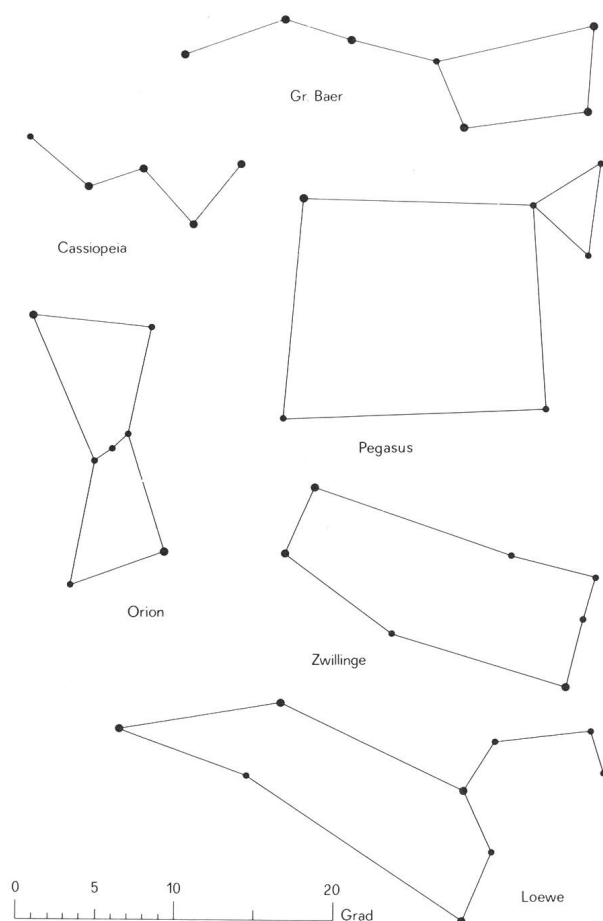 Gr. Baer
Cassiopeia
Pegasus
Orion
Zwillinge
Loewe
0 5 10 20
Grad